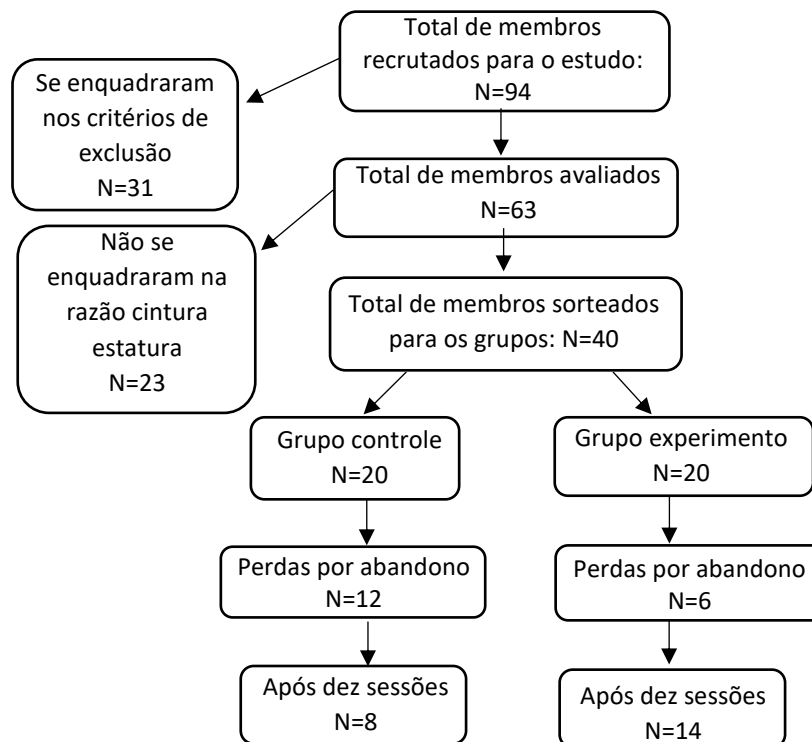 Total de membros
recrutados para o estudo:
N=94
Se enquadraram
nos critérios de
exclusão
N=31
Total de membros avaliados
N=63
Não se
enquadraram na
razão cintura
estatura
N=23
Total de membros sorteados
para os grupos: N=40
Grupo controle
N=20
Grupo experimento
N=20
Perdas por abandono
N=12
Perdas por abandono
N=6
Após dez sessões
N=8
Após dez sessões
N=14